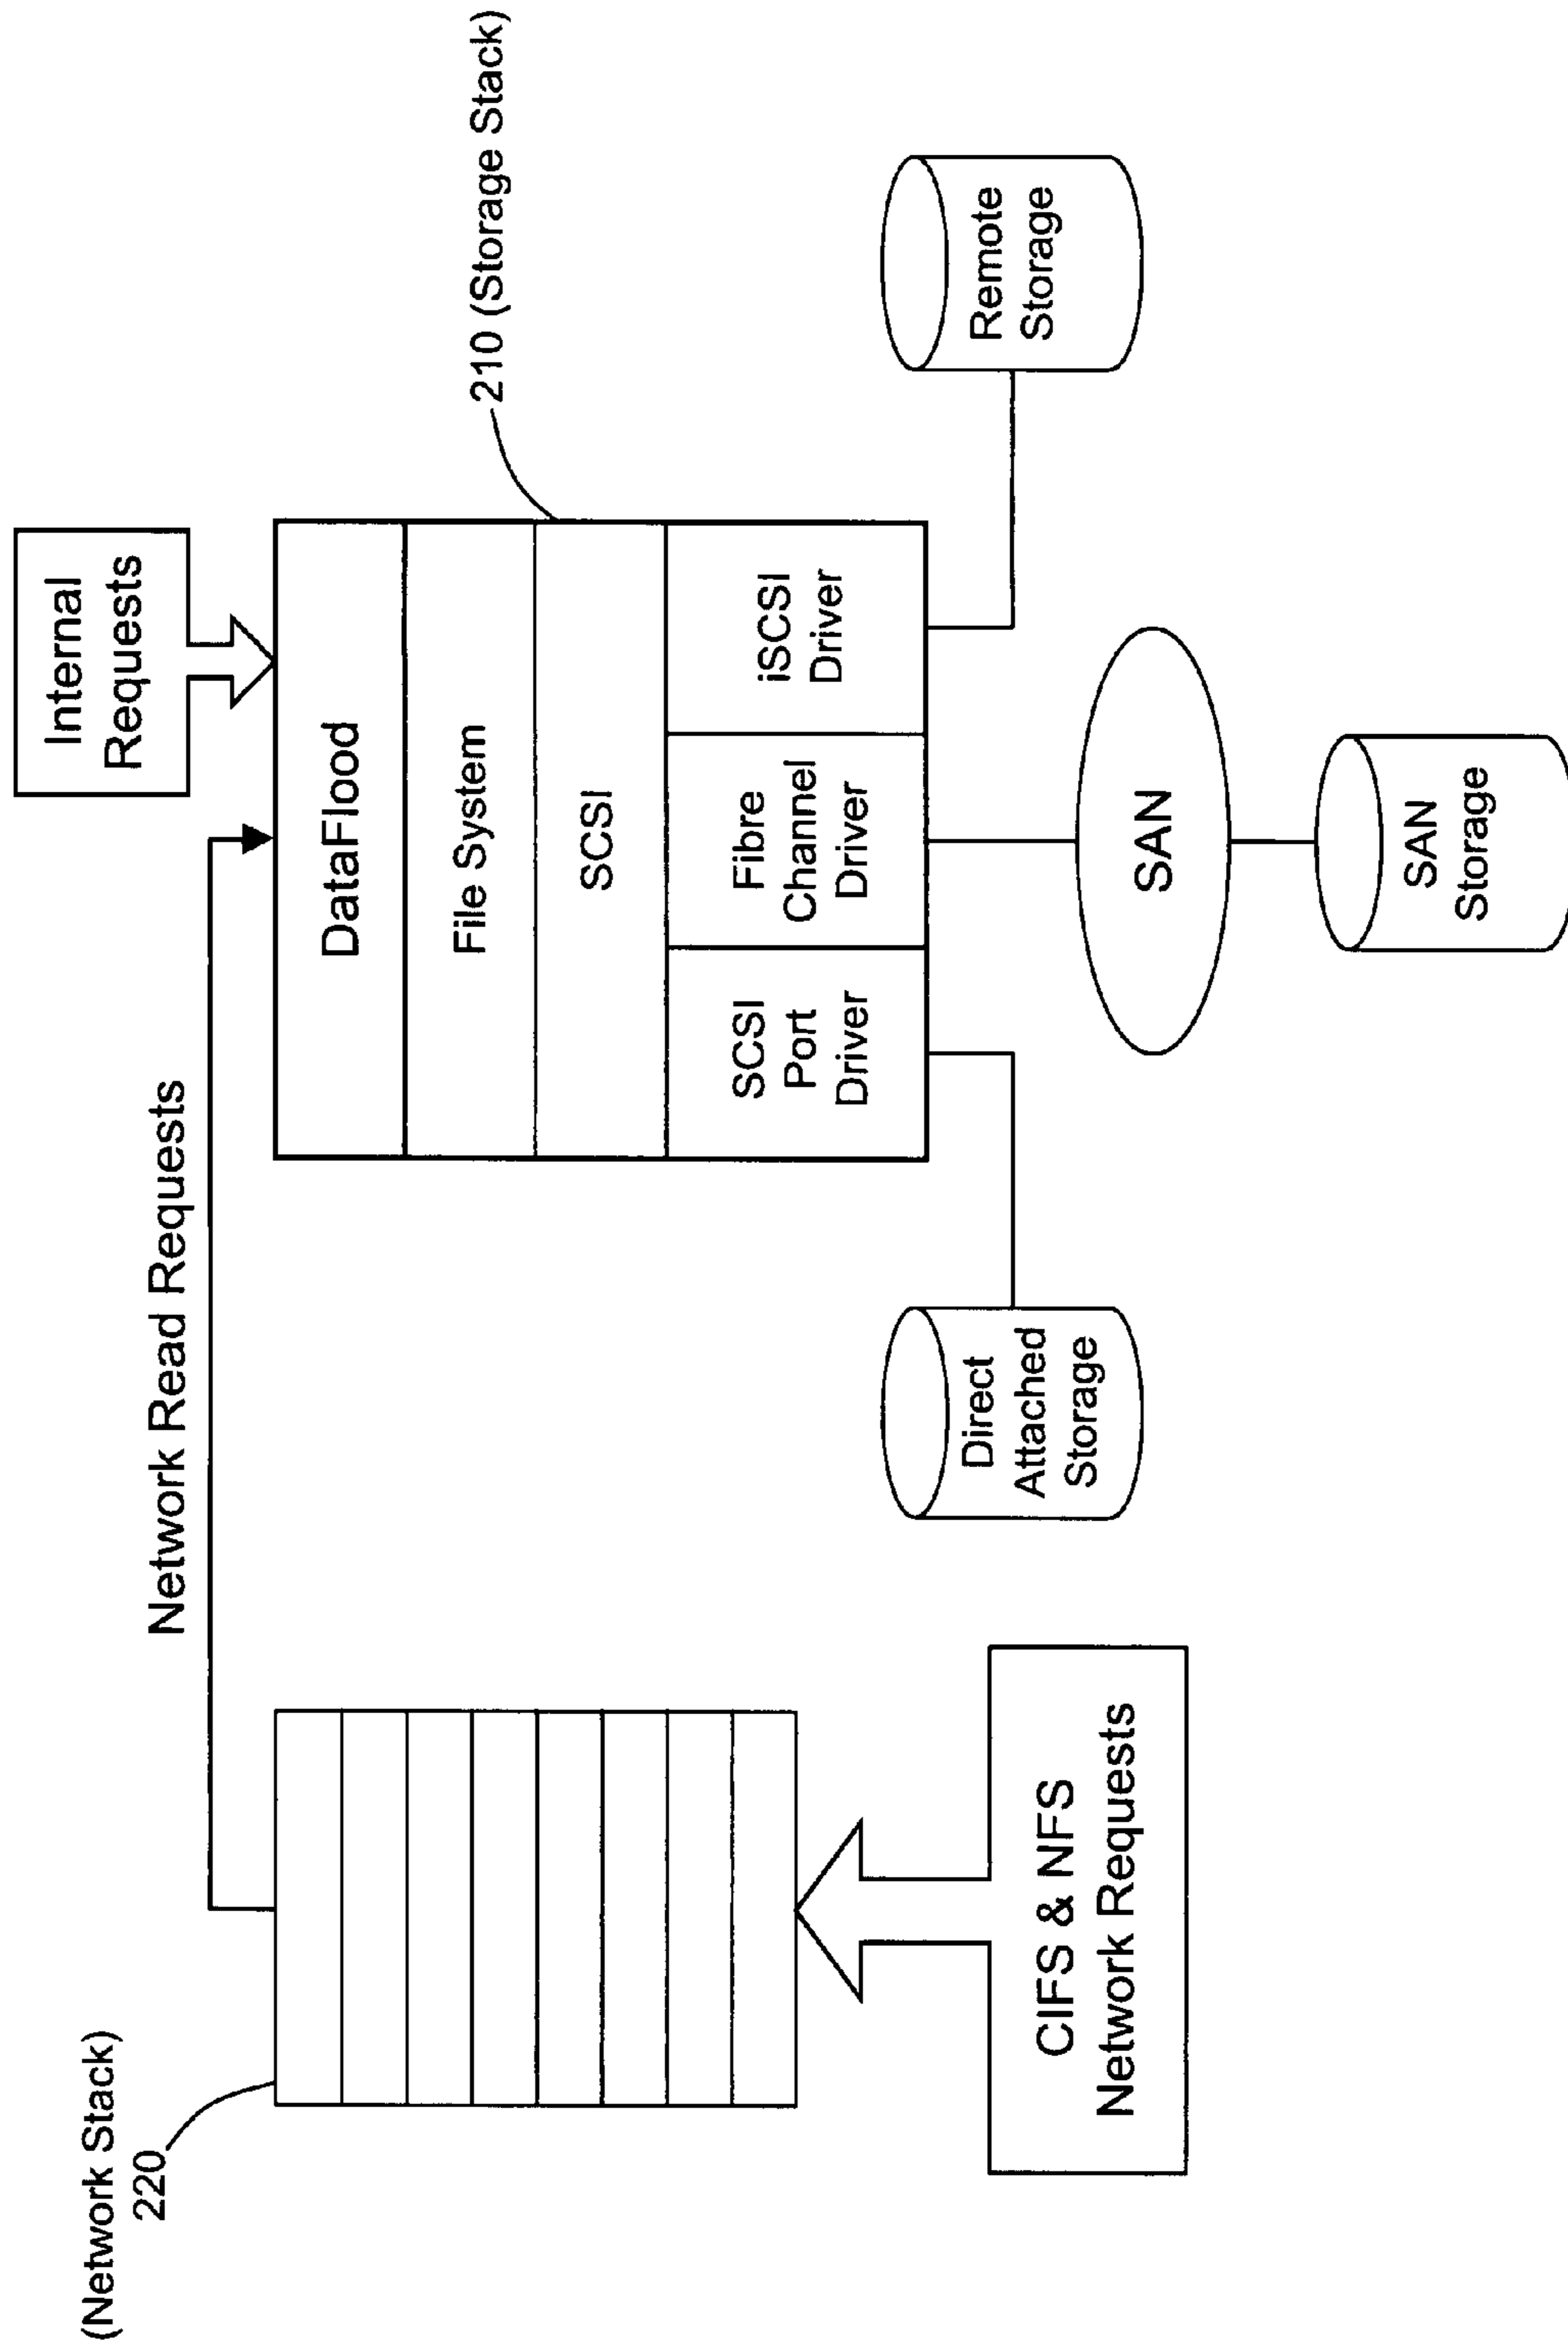 (Network Stack)
220
Network Read Requests
CIFS & NFS
Network Requests
Internal
Requests
DataFlood
File System
SCSI
SCSI
Port
Driver
Fibre
Channel
Driver
iSCSI
Driver
210 (Storage Stack)
Direct
Attached
Storage
SAN
SAN
Storage
Remote
Storage